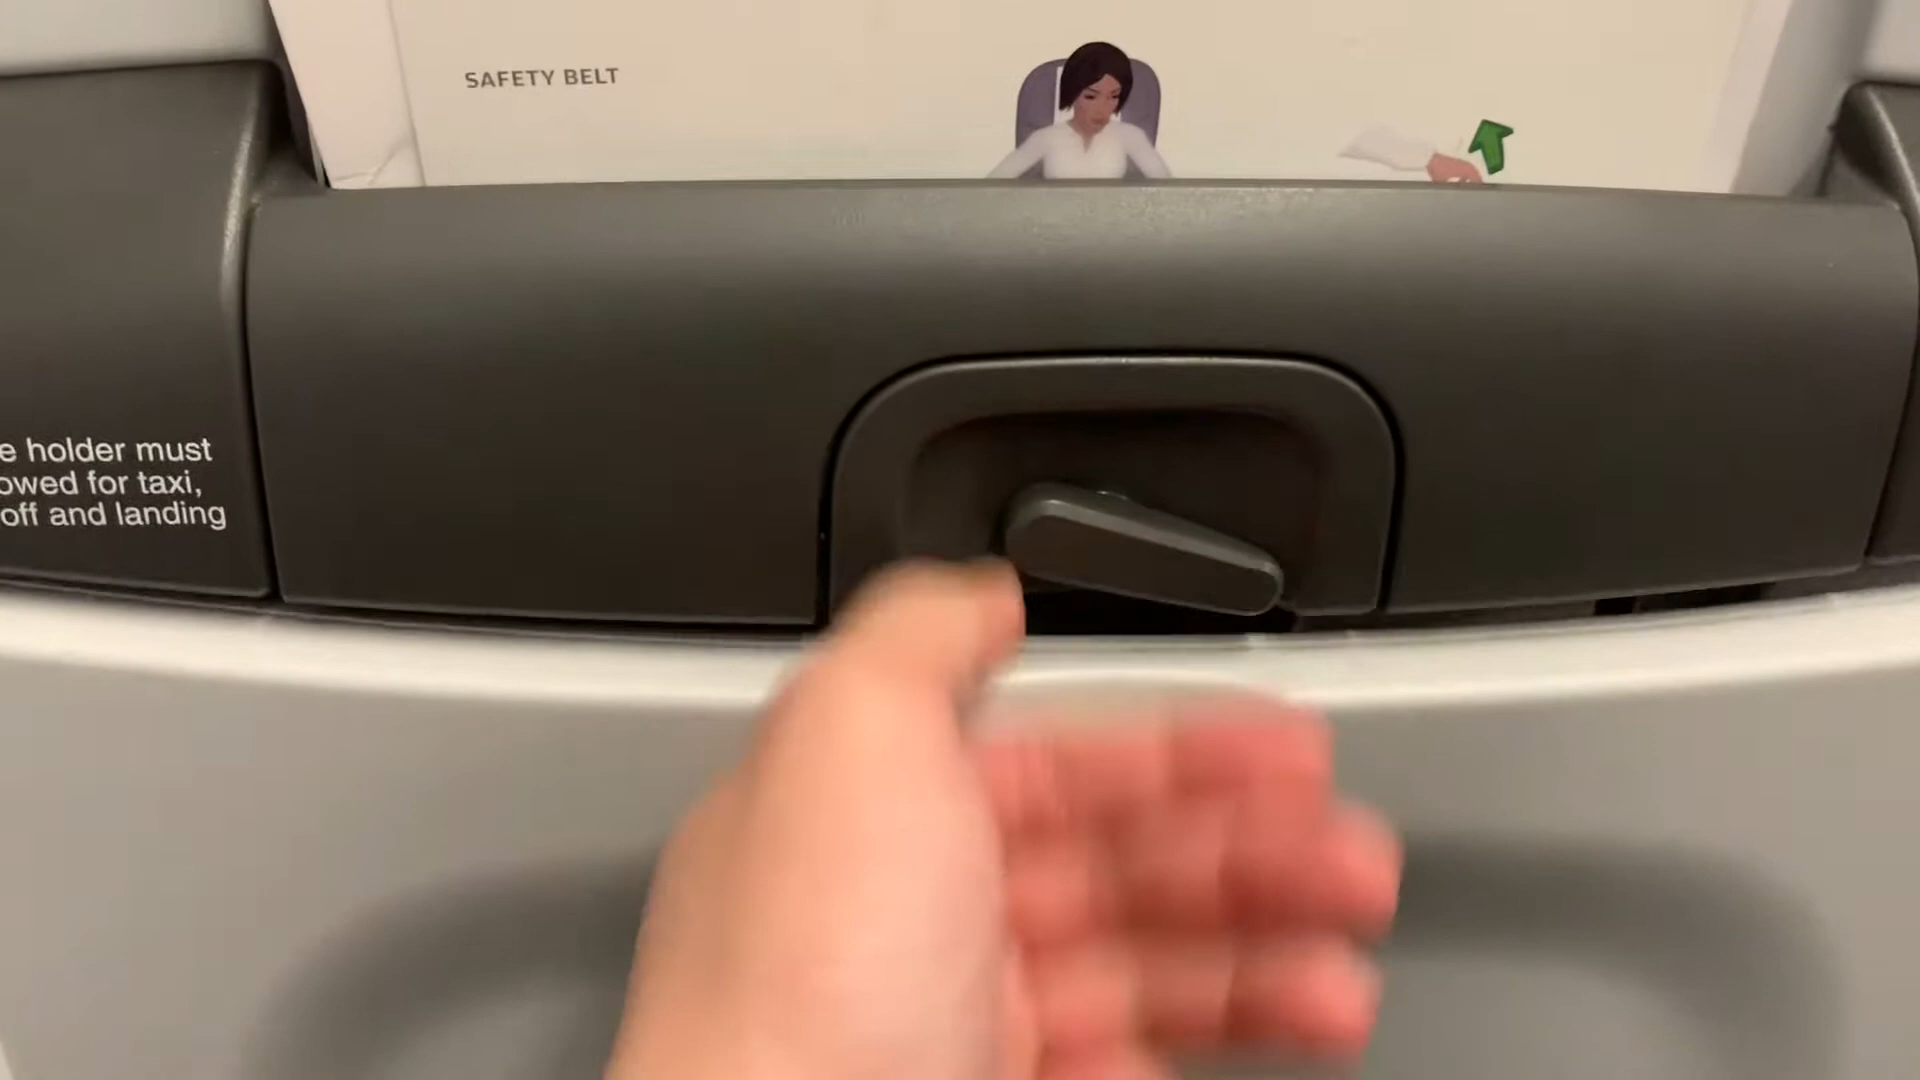 SAFETY BELT
e holder must
owed for taxi,
off and landing